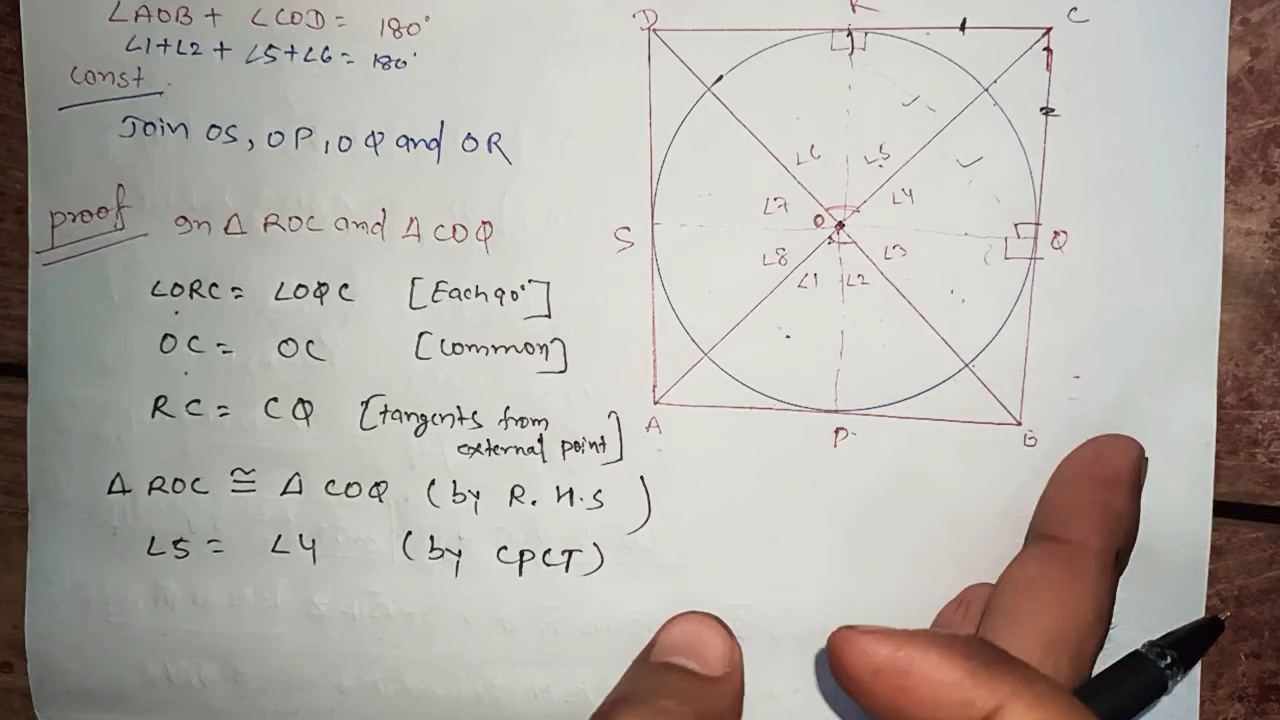 ∠AOB + ∠COD = 180°
∠1+∠2 + ∠5+∠6 = 180°
Const.
Join OS, OP, OQ and OR
proof In Δ ROC and Δ COQ
∠ORC = ∠OQC [Each 90°]
OC = OC [common]
RC = CQ [tangents from
external point]
Δ ROC ≅ Δ COQ (by R.H.S)
∠5 = ∠4 (by CPCT)
D R C
∠6 ∠5
∠7 ∠4
S O Q
∠8 ∠3
∠1 ∠2
A P B